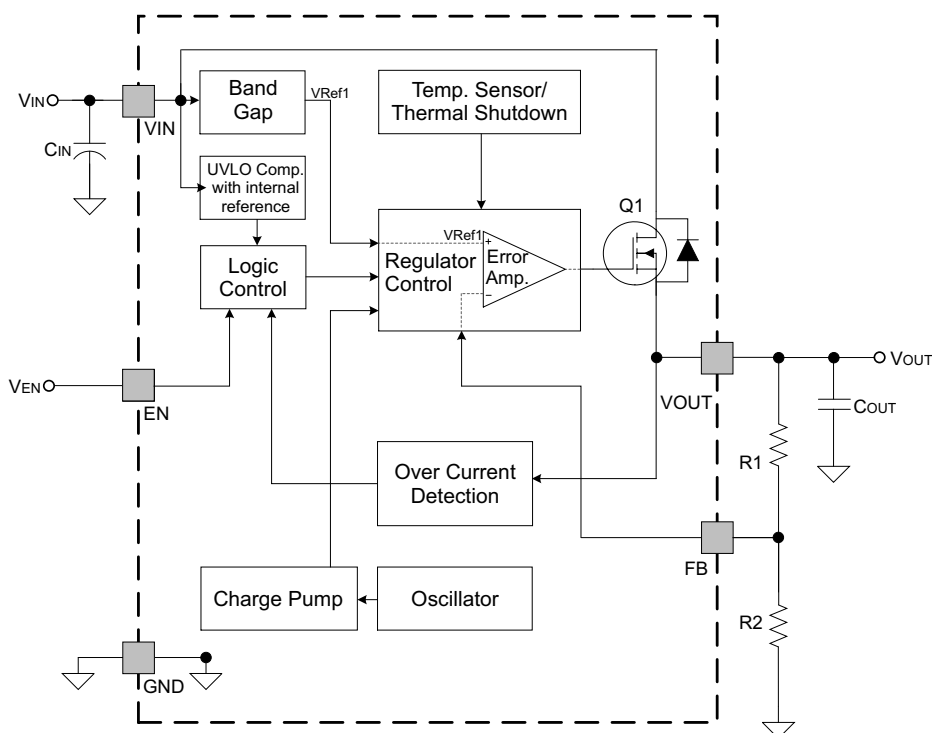 Band
Gap
VRef1
Temp. Sensor/
Thermal Shutdown
VIN
VIN
CIN
UVLO Comp.
with internal
reference
Q1
VRef1
+
Error
Amp.
−
Regulator
Control
Logic
Control
VEN
EN
VOUT
VOUT
COUT
R1
Over Current
Detection
FB
Charge Pump
Oscillator
R2
GND